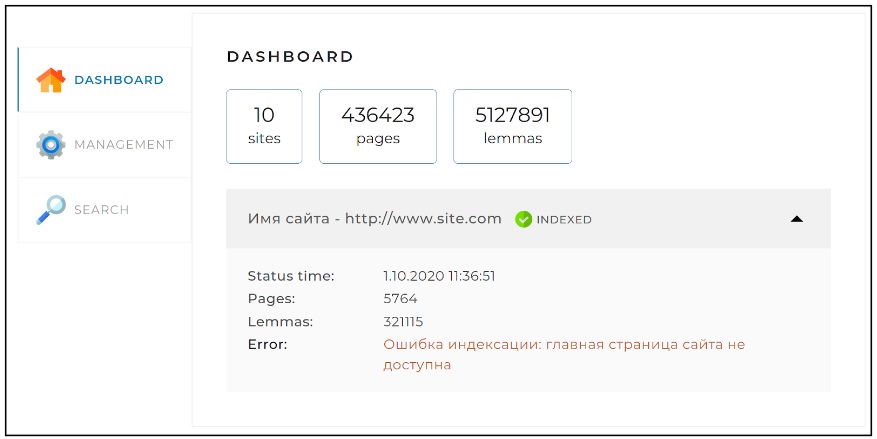 DASHBOARD
MANAGEMENT
SEARCH
DASHBOARD
10
sites
436423
pages
5127891
lemmas
Имя сайта - http://www.site.com INDEXED
Status time: 1.10.2020 11:36:51
Pages: 5764
Lemmas: 321115
Error: Ошибка индексации: главная страница сайта не
доступна